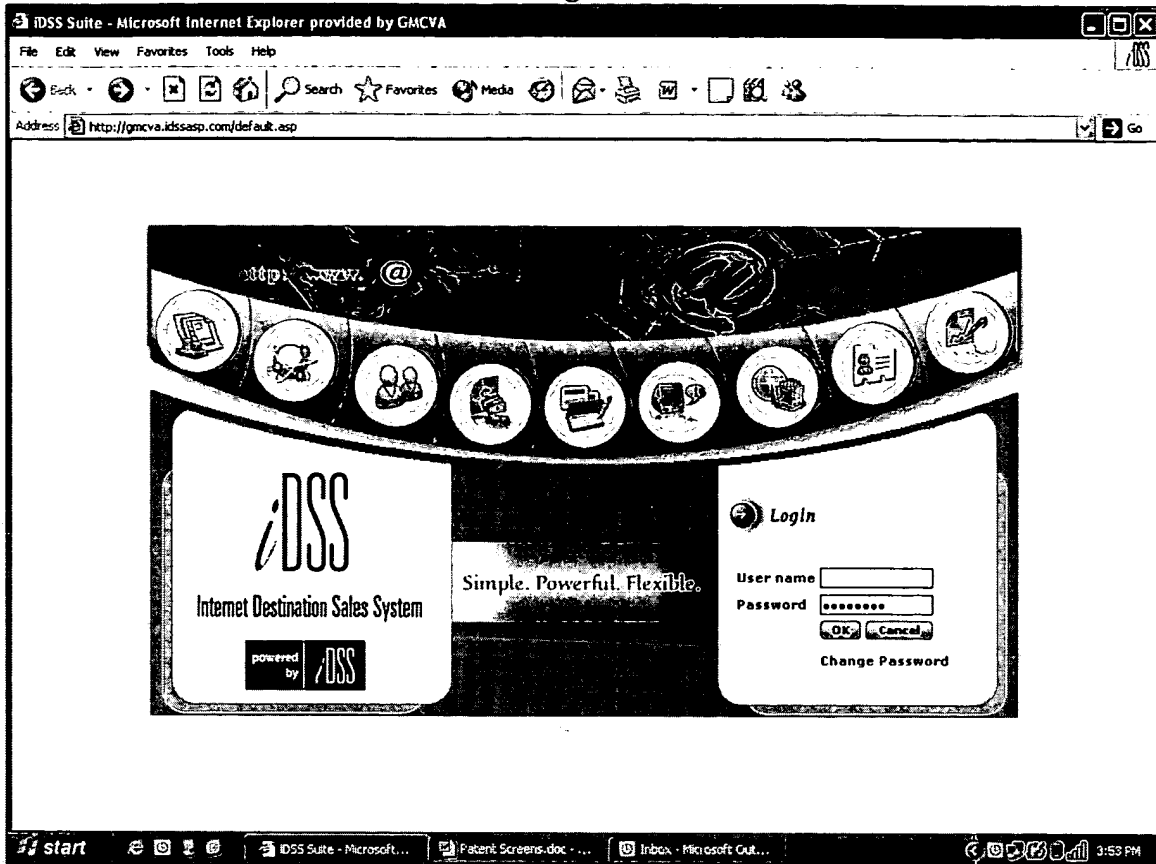 iDSS Suite - Microsoft Internet Explorer provided by GMCVA
File Edit View Favorites Tools Help
Back Search Favorites Media
Address http://gmcva.idssasp.com/default.asp Go
http://www. @
iDSS
Internet Destination Sales System
powered by iDSS
Simple. Powerful. Flexible.
LogIn
User name
Password
OK Cancel
Change Password
start iDSS Suite - Microsoft... Patent Screens.doc - ... Inbox - Microsoft Out... 3:53 PM